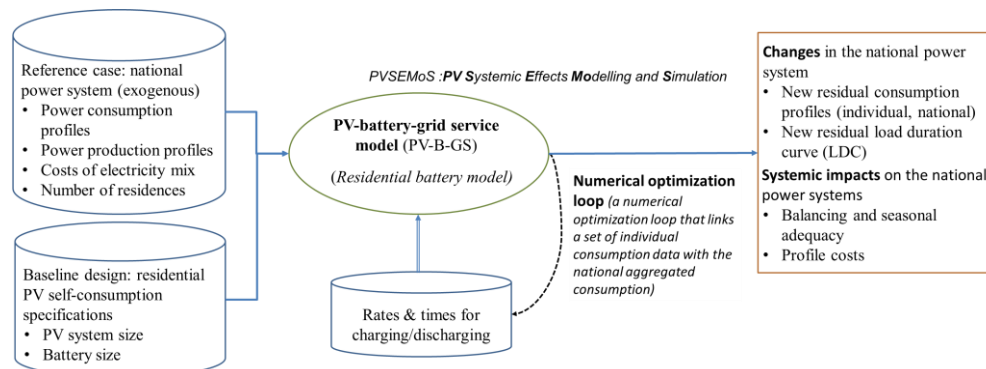 Reference case: national
power system (exogenous)
• Power consumption
profiles
• Power production profiles
• Costs of electricity mix
• Number of residences
Baseline design: residential
PV self-consumption
specifications
• PV system size
• Battery size
PVSEMoS :PV Systemic Effects Modelling and Simulation
PV-battery-grid service
model (PV-B-GS)
(Residential battery model)
Numerical optimization
loop (a numerical
optimization loop that links
a set of individual
consumption data with the
national aggregated
consumption)
Rates & times for
charging/discharging
Changes in the national power
system
• New residual consumption
profiles (individual, national)
• New residual load duration
curve (LDC)
Systemic impacts on the national
power systems
• Balancing and seasonal
adequacy
• Profile costs